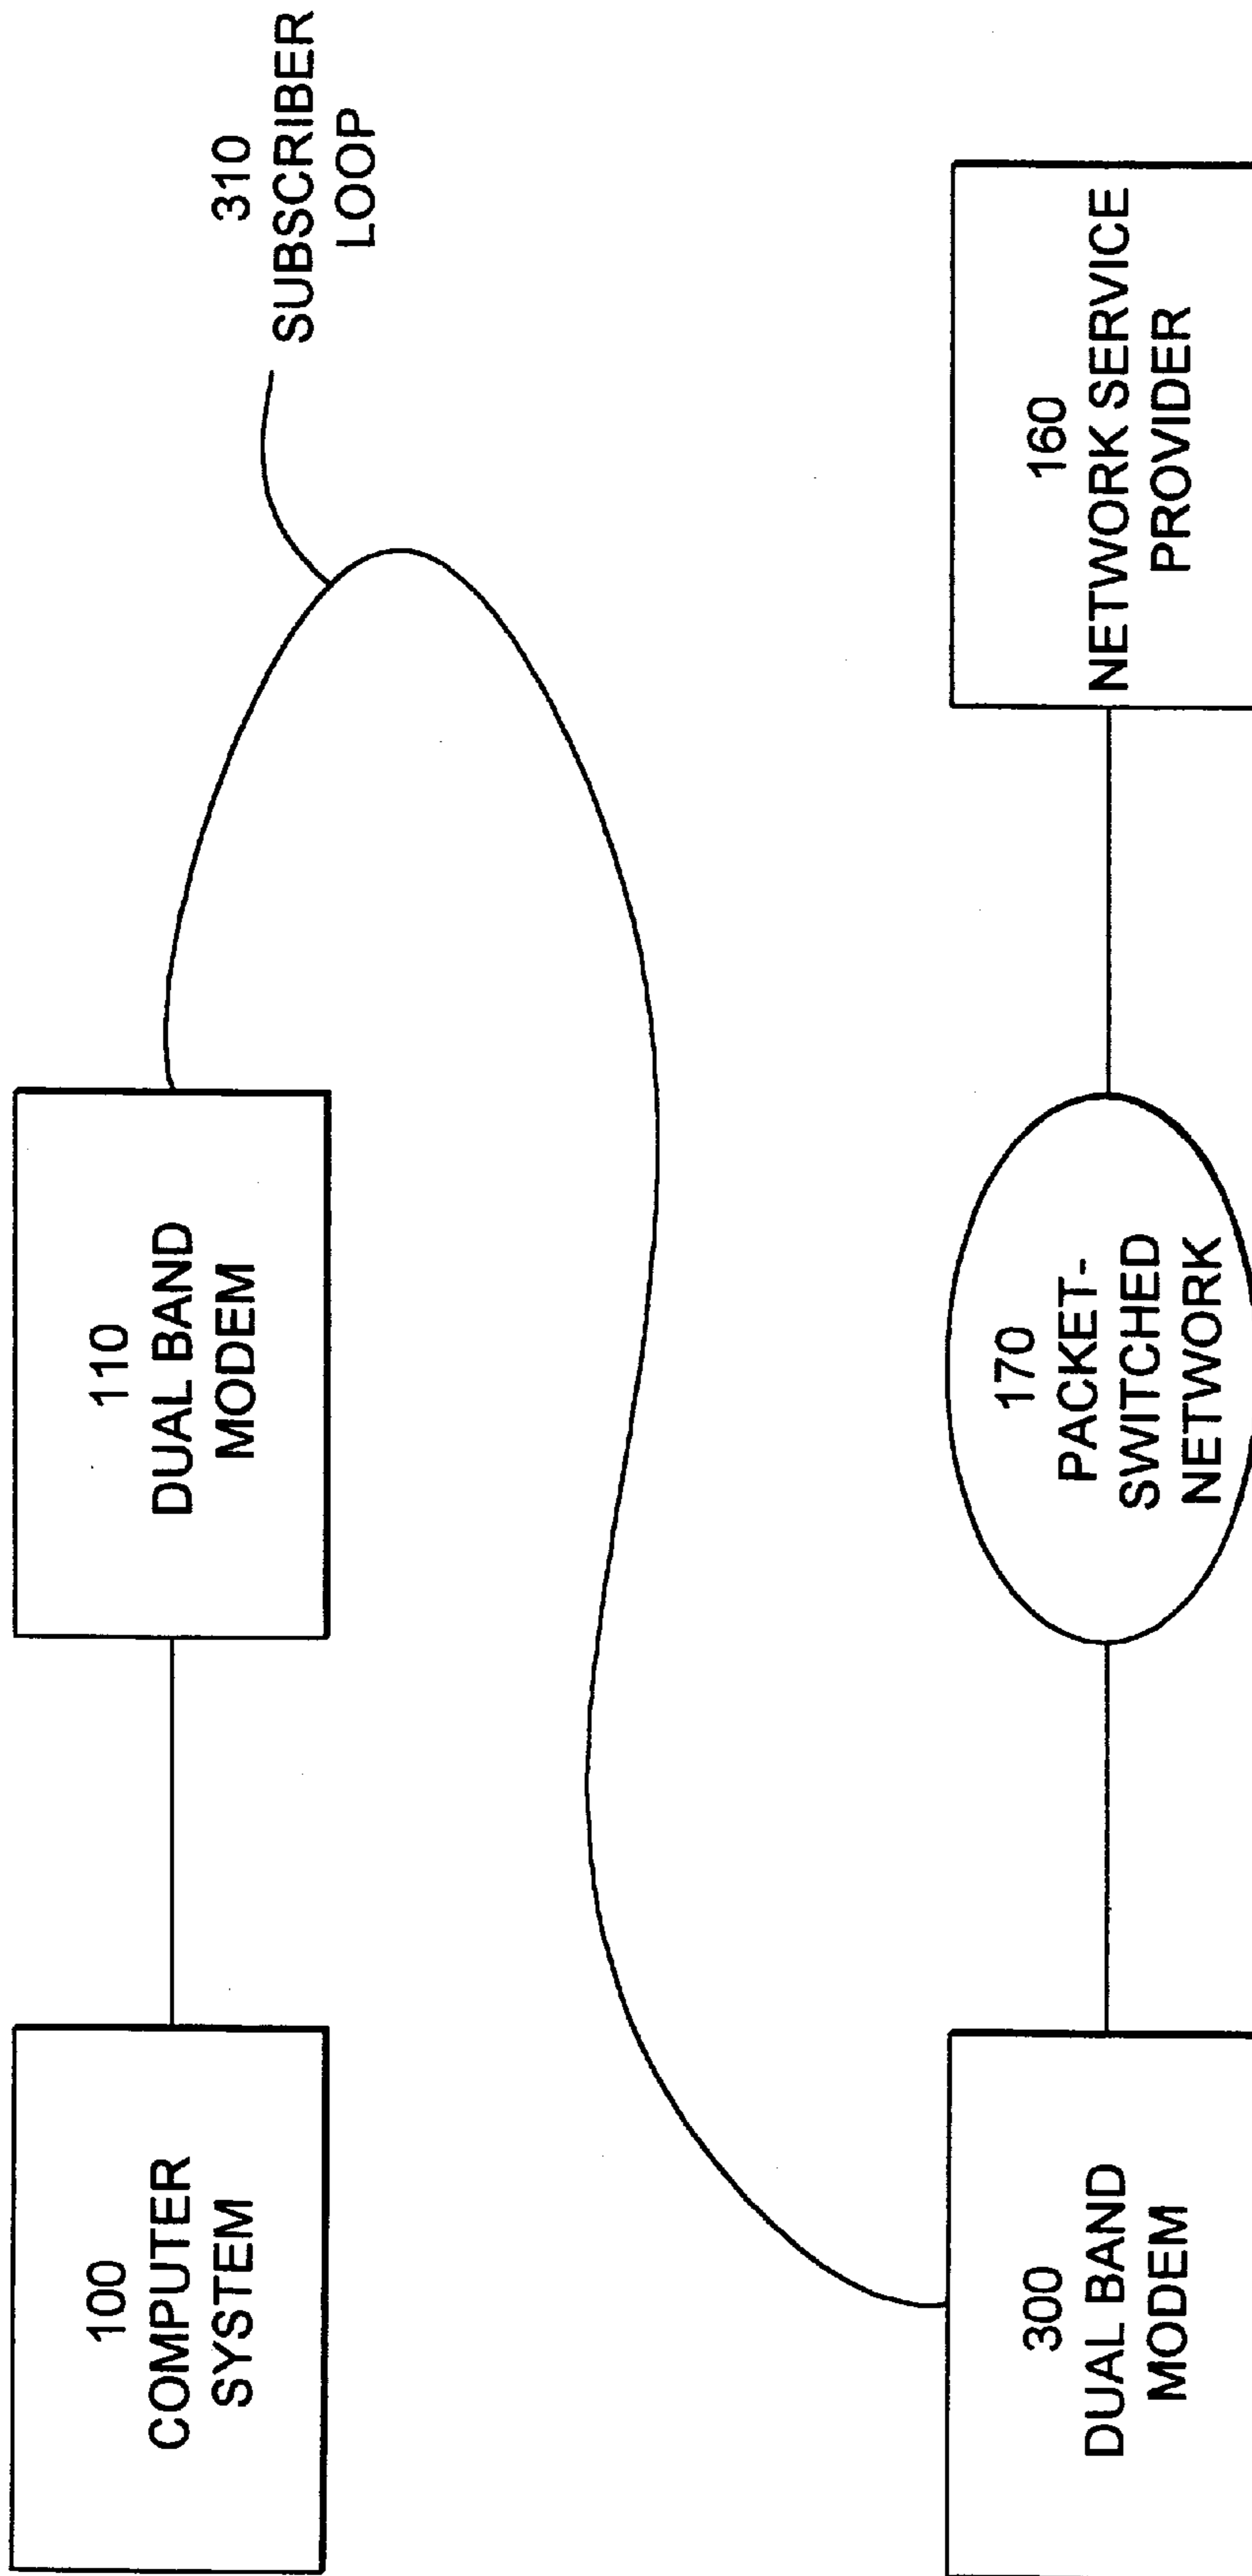 100
COMPUTER
SYSTEM
110
DUAL BAND
MODEM
310
SUBSCRIBER
LOOP
300
DUAL BAND
MODEM
170
PACKET-
SWITCHED
NETWORK
160
NETWORK SERVICE
PROVIDER